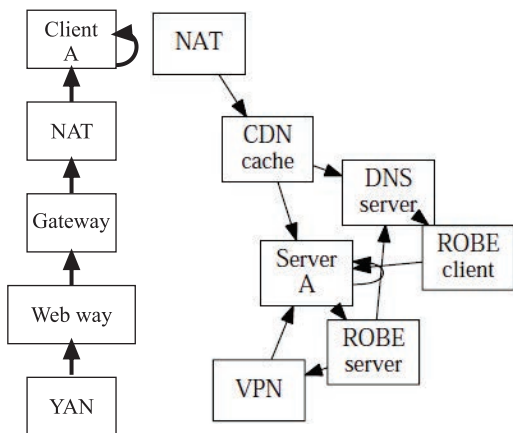 Client
A
NAT
Gateway
Web way
YAN
NAT
CDN
cache
DNS
server
ROBE
client
Server
A
ROBE
server
VPN